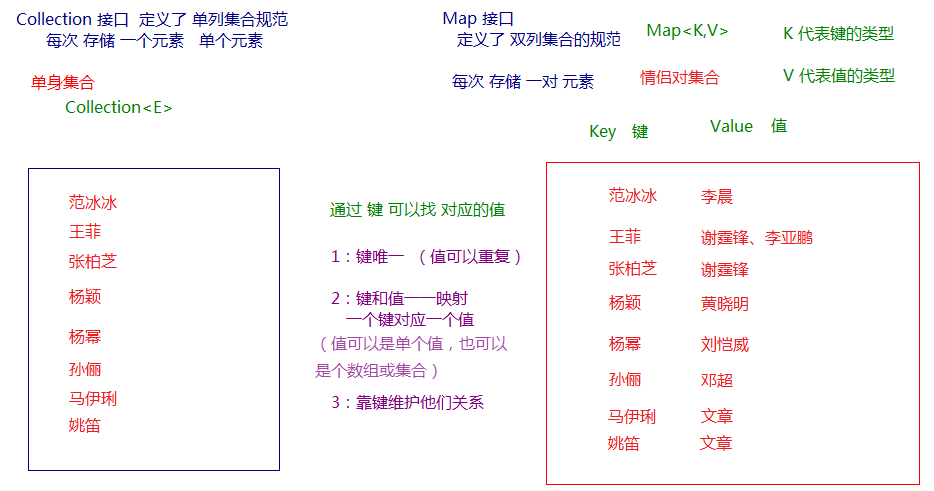 Collection 接口 定义了 单列集合规范
每次 存储 一个元素 单个元素
单身集合
Collection<E>
Map 接口
定义了 双列集合的规范
Map<K,V>
K 代表键的类型
每次 存储 一对 元素
情侣对集合
V 代表值的类型
Key 键
Value 值
范冰冰
王菲
张柏芝
杨颖
杨幂
孙俪
马伊琍
姚笛
通过 键 可以找 对应的值
1：键唯一 （值可以重复）
2：键和值一一映射
一个键对应一个值
（值可以是单个值，也可以
是个数组或集合）
3：靠键维护他们关系
范冰冰 李晨
王菲 谢霆锋、李亚鹏
张柏芝 谢霆锋
杨颖 黄晓明
杨幂 刘恺威
孙俪 邓超
马伊琍 文章
姚笛 文章